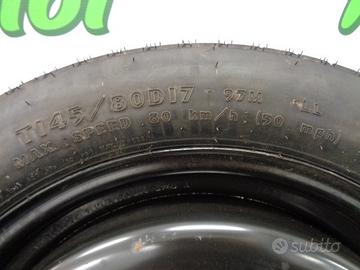 T145/80D17 97M
MAX. SPEED 80 km/h (50 mph)
subito